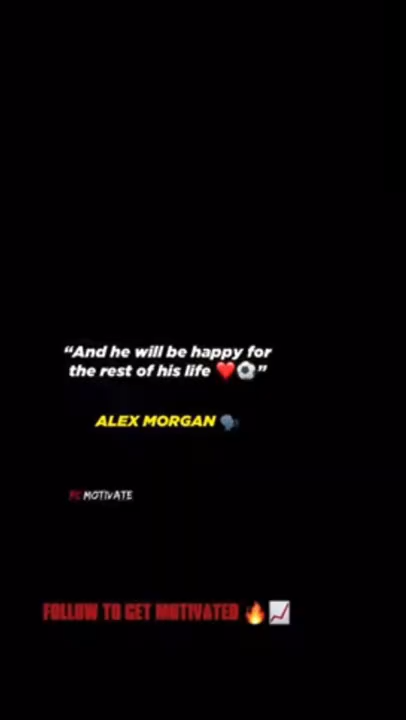 “And he will be happy for
the rest of his life ❤️⚽”
ALEX MORGAN 🗣️
MOTIVATE
FOLLOW TO GET MOTIVATED 🔥📈